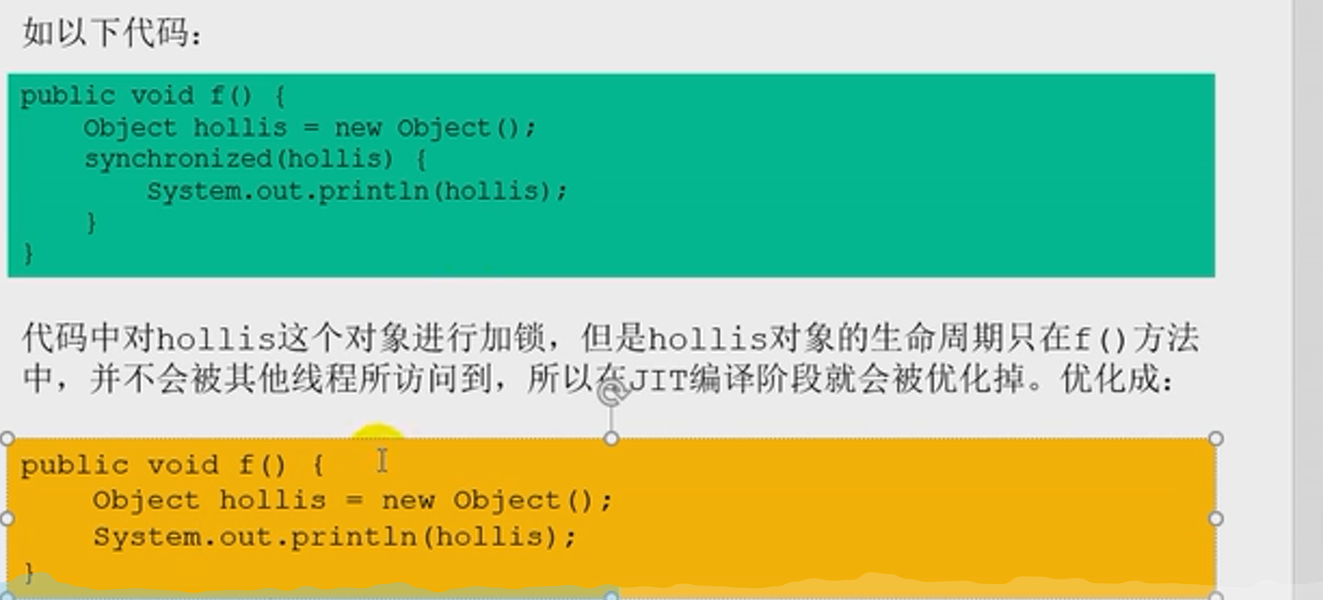 如以下代码：
public void f() {
    Object hollis = new Object();
    synchronized(hollis) {
        System.out.println(hollis);
    }
}
代码中对hollis这个对象进行加锁，但是hollis对象的生命周期只在f()方法
中，并不会被其他线程所访问到，所以在JIT编译阶段就会被优化掉。优化成：
public void f() {
    Object hollis = new Object();
    System.out.println(hollis);
}